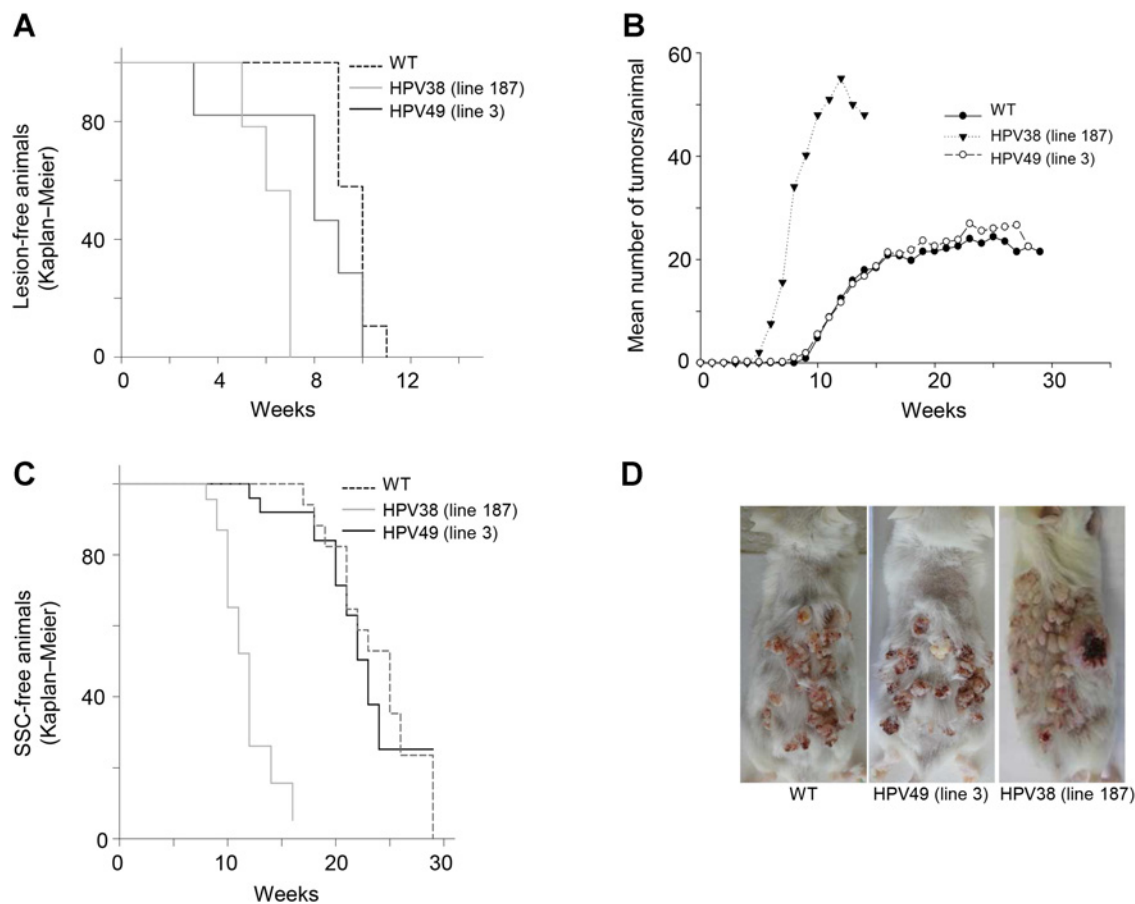 A
Lesion-free animals
(Kaplan–Meier)
80
40
0
0
4
8
12
Weeks
WT
HPV38 (line 187)
HPV49 (line 3)
B
Mean number of tumors/animal
60
40
20
0
0
10
20
30
Weeks
WT
HPV38 (line 187)
HPV49 (line 3)
C
SSC-free animals
(Kaplan–Meier)
80
40
0
0
10
20
30
Weeks
WT
HPV38 (line 187)
HPV49 (line 3)
D
WT
HPV49 (line 3)
HPV38 (line 187)